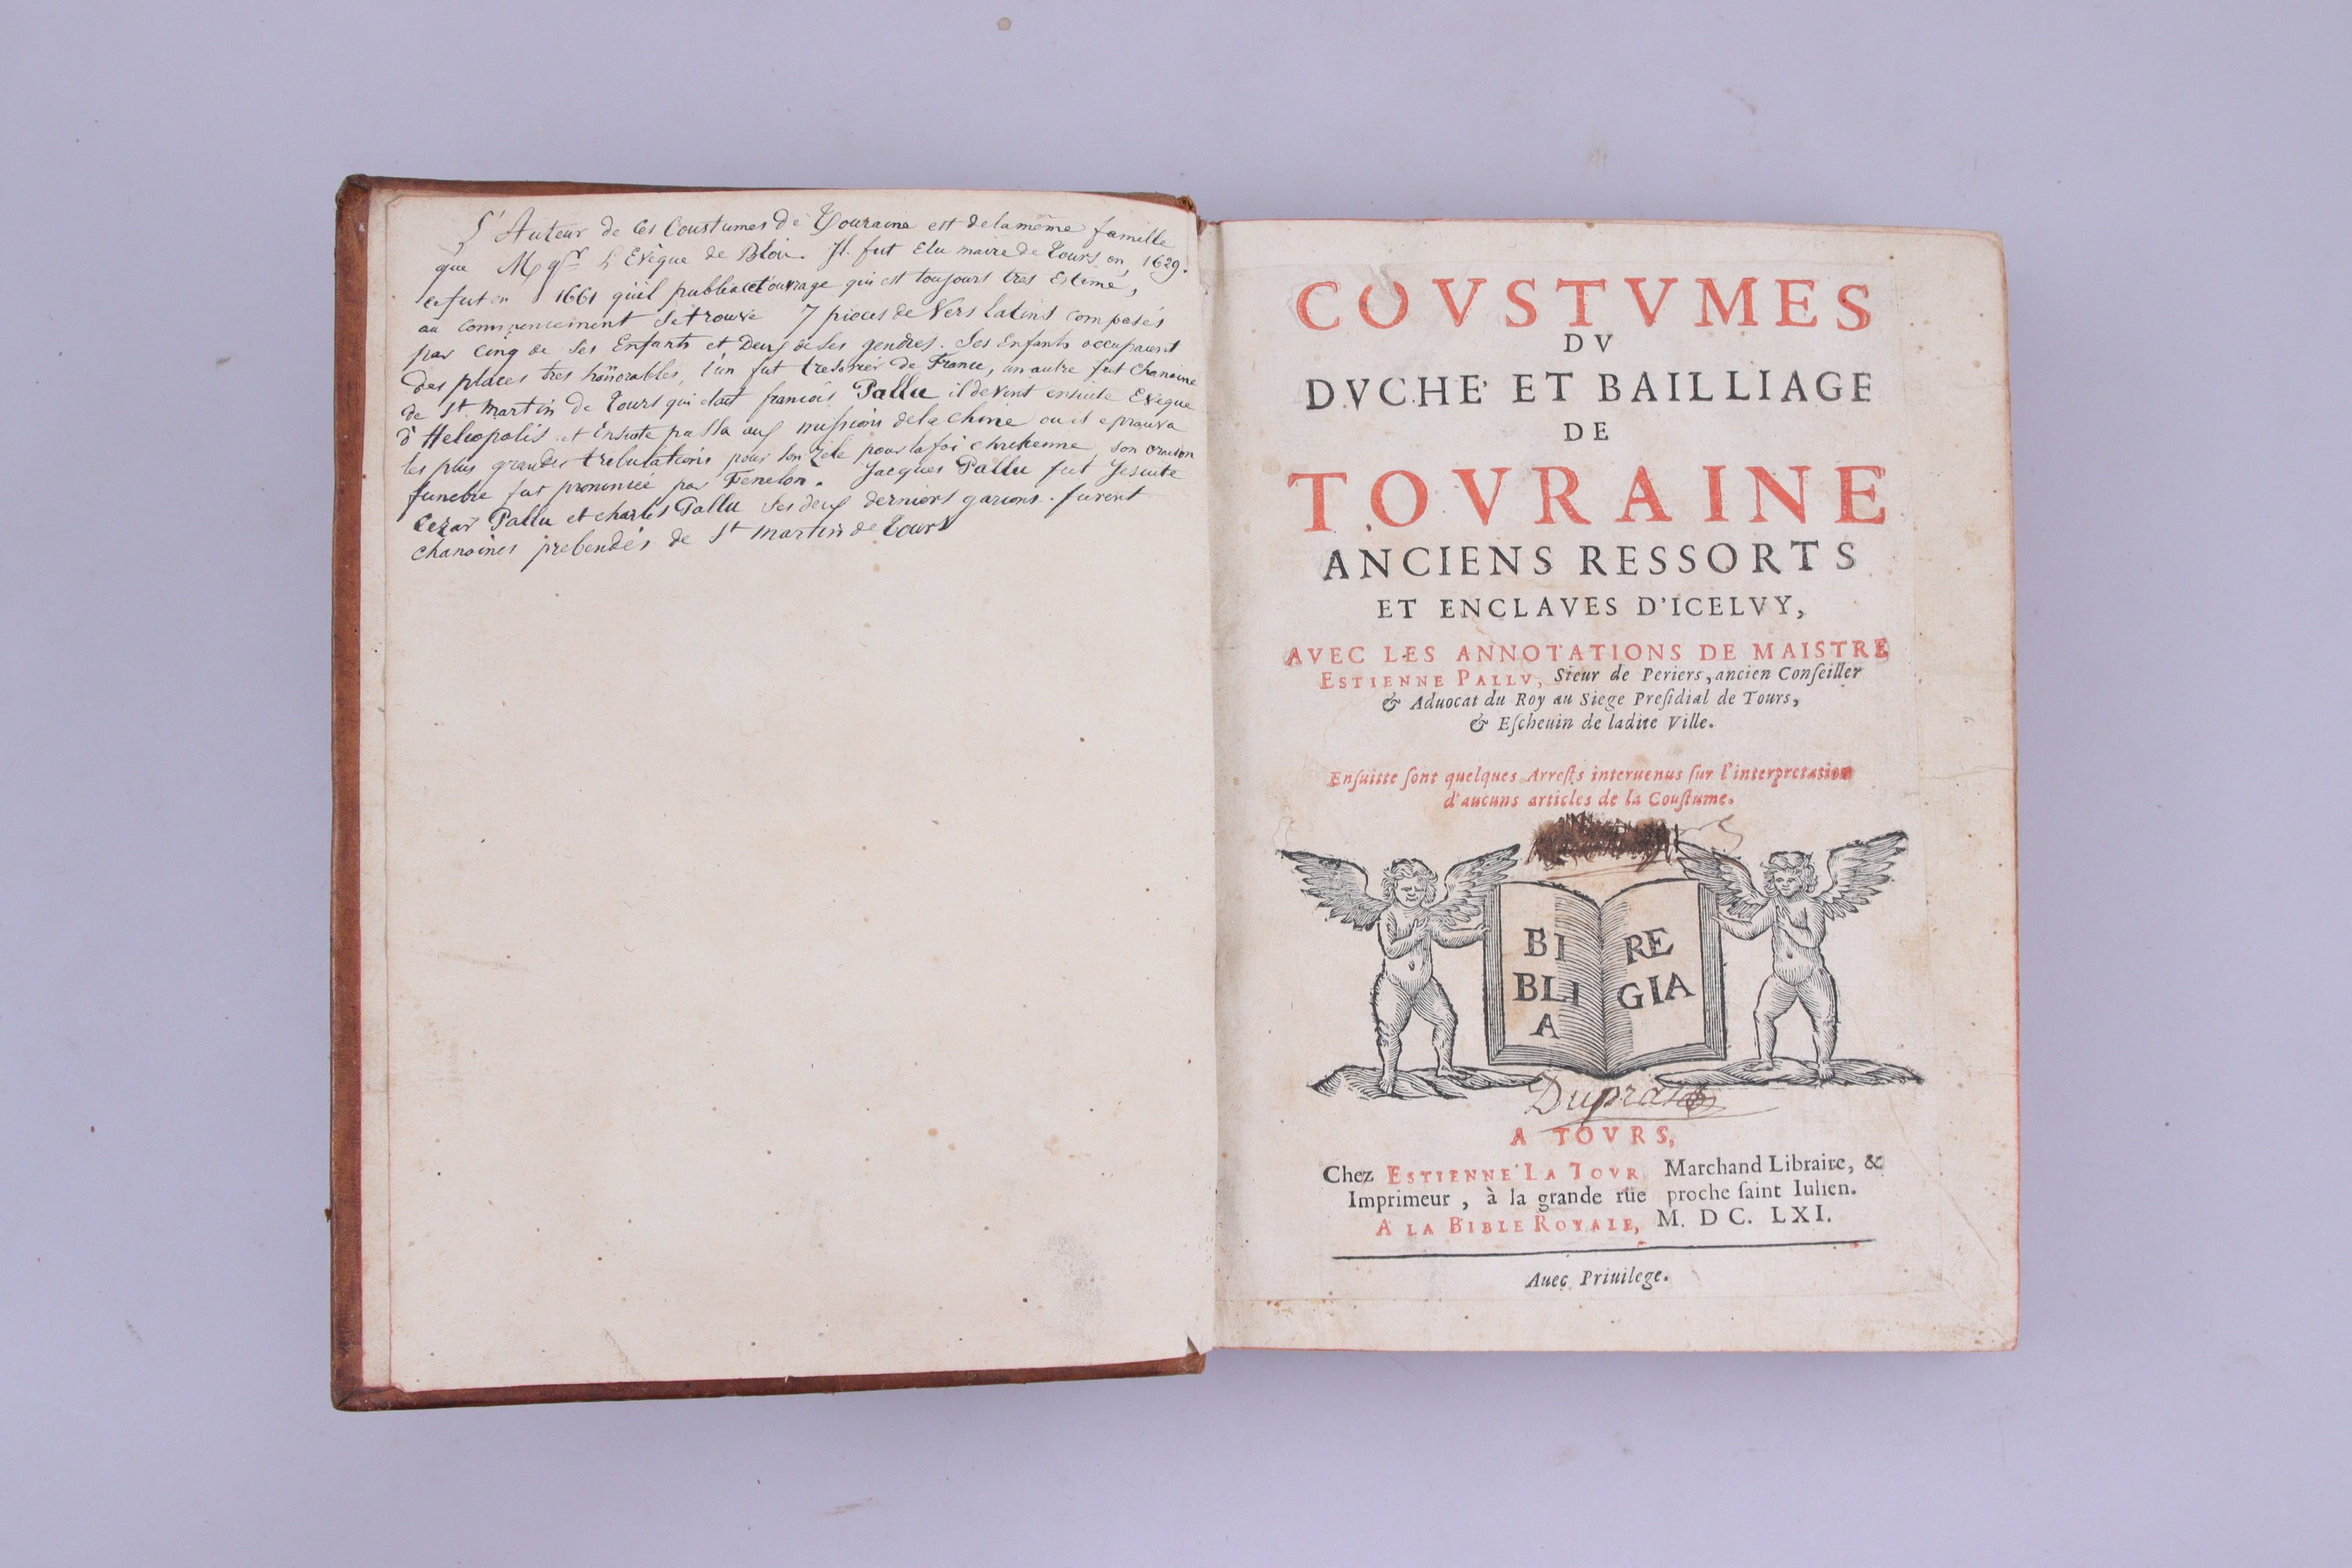 L'Auteur de ces Coustumes de Touraine est de la même famille
que Mgr L'Evêque de Blois. Il fut Elu maire de Tours en 1629.
ce fut en 1661 qu'il publia cet ouvrage qui est toujours tres Estimé,
au commencement se trouve 7 pieces de Vers latins composés
par cinq de ses Enfants et Deux de ses gendres. Ses Enfants occupaient
des places tres honnorables, l'un fut tresorier de France, un autre fut Chanoine
de St. Martin de Tours qui etait francois Pallu il devint ensuite Evêque
d'Heliopolis et Ensuite passa aux missions de la Chine ou il eprouva
les plus grandes tribulations pour son Zele pour la foi chretienne, son oraison
funebre fut prononcée par Fenelon. Jacques Pallu fut Jesuite
Cezar Pallu et charles Pallu ses deux derniers garcons furent
chanoines prebendés de St martin de Tours
COVSTVMES
DV
DVCHE' ET BAILLIAGE
DE
TOVRAINE
ANCIENS RESSORTS
ET ENCLAVES D'ICELVY,
AVEC LES ANNOTATIONS DE MAISTRE
ESTIENNE PALLV, Sieur de Periers, ancien Conſeiller
& Aduocat du Roy au Siege Preſidial de Tours,
& Eſcheuin de ladite Ville.
Enſuitte ſont quelques Arreſts interuenus ſur l'interpretation
d'aucuns articles de la Couſtume.
BI RE
BLI GIA
A
Duprat
A TOVRS,
Chez ESTIENNE LA TOVR Marchand Libraire, &
Imprimeur, à la grande rüe proche ſaint Iulien.
A LA BIBLE ROYALE, M. DC. LXI.
Auec Priuilege.